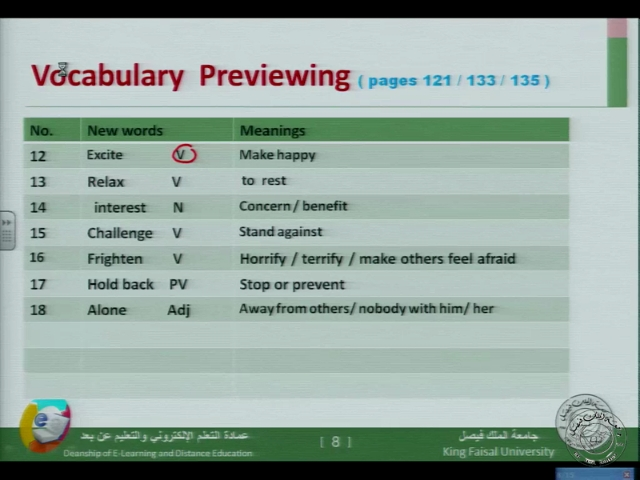 Vocabulary Previewing ( pages 121 / 133 / 135 )
No. New words Meanings
12 Excite V Make happy
13 Relax V to rest
14 interest N Concern / benefit
15 Challenge V Stand against
16 Frighten V Horrify / terrify / make others feel afraid
17 Hold back PV Stop or prevent
18 Alone Adj Away from others/ nobody with him/ her
عمادة التعلم الإلكتروني والتعليم عن بعد [ 8 ] جامعة الملك فيصل
Deanship of E-Learning and Distance Education King Faisal University